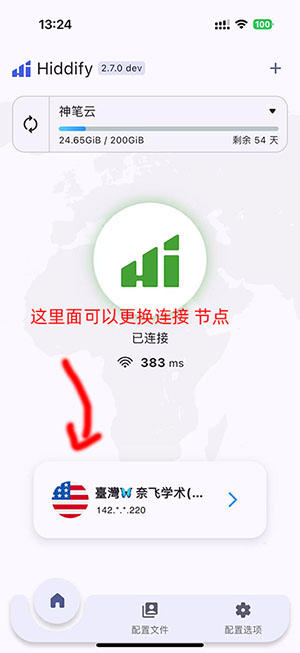 13:24
100
Hiddify 2.7.0 dev
神笔云
24.65GiB / 200GiB 剩余 54 天
这里面可以更换连接 节点
已连接
383 ms
臺灣🦋 奈飞学术(...
142.*.*.220
配置文件 配置选项